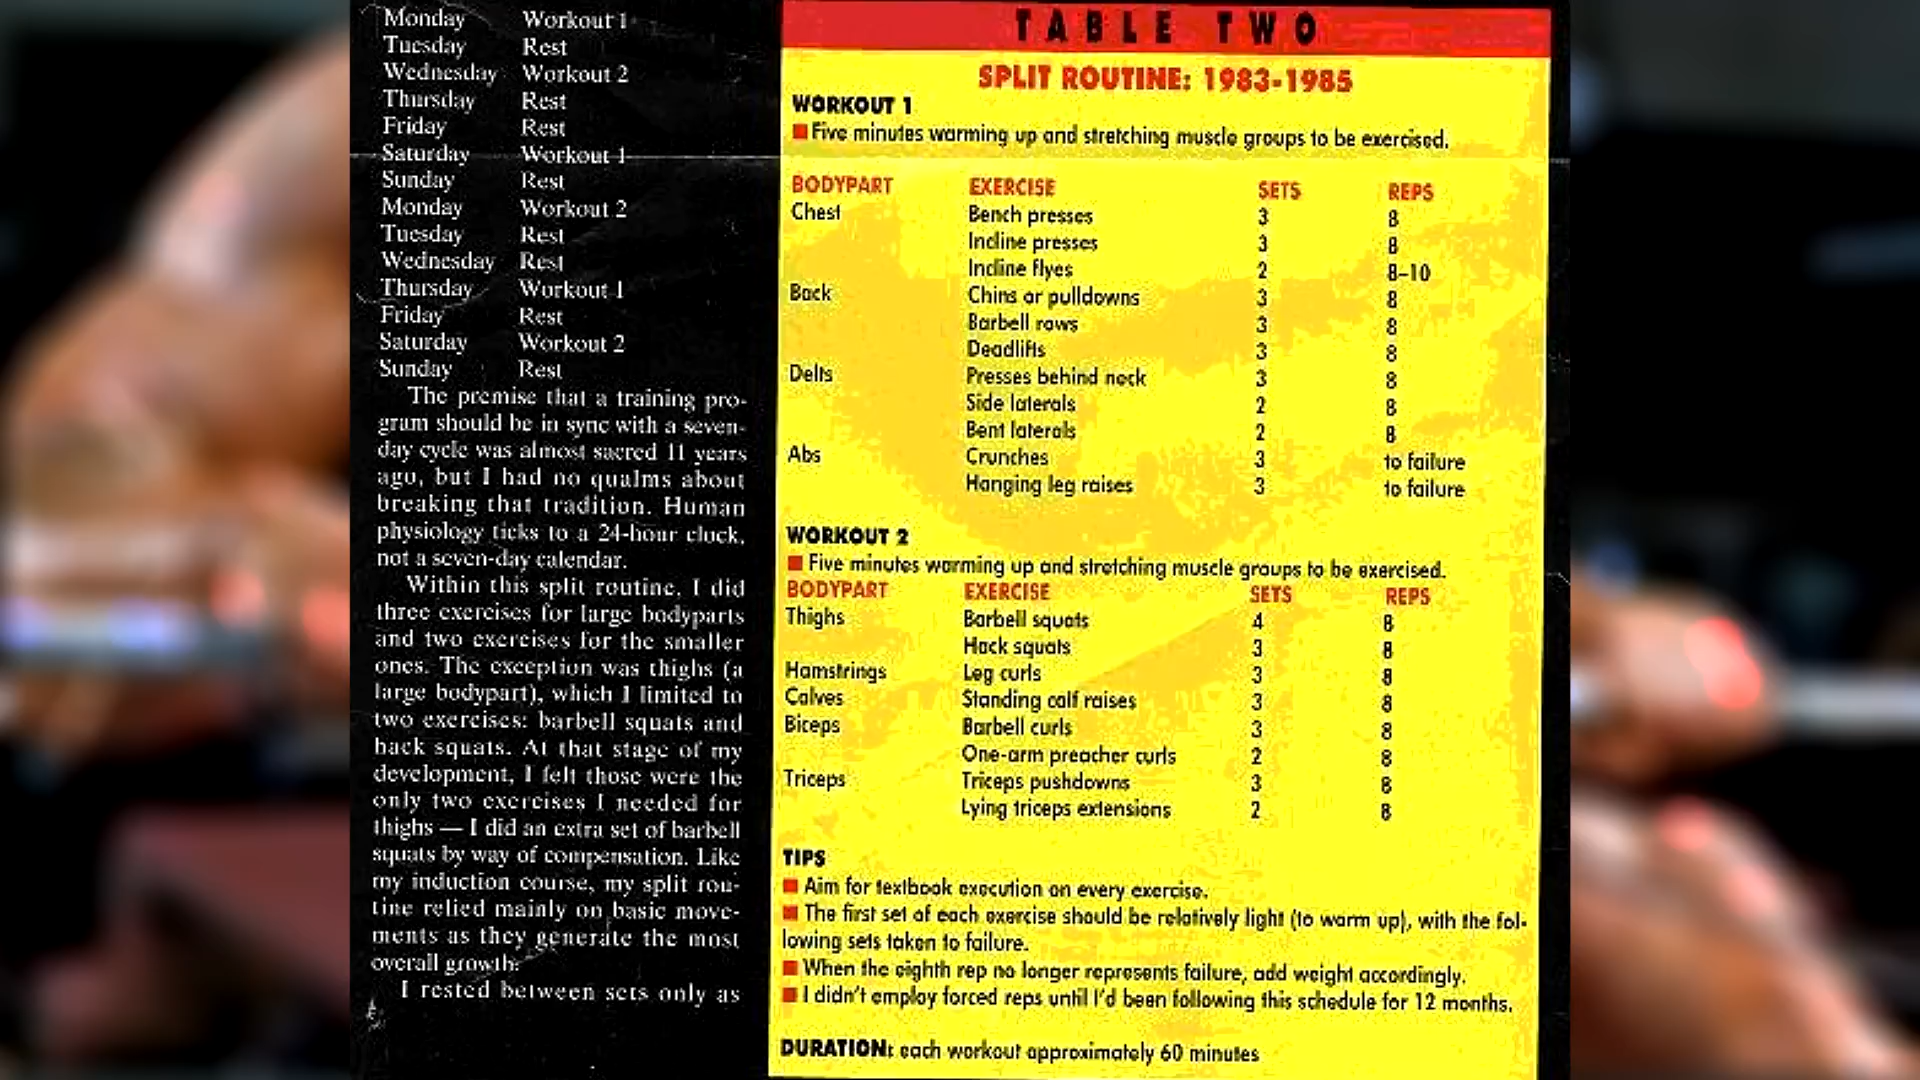 Monday Workout 1
Tuesday Rest
Wednesday Workout 2
Thursday Rest
Friday Rest
Saturday Workout 1
Sunday Rest
Monday Workout 2
Tuesday Rest
Wednesday Rest
Thursday Workout 1
Friday Rest
Saturday Workout 2
Sunday Rest
The premise that a training pro-
gram should be in sync with a seven-
day cycle was almost sacred 11 years
ago, but I had no qualms about
breaking that tradition. Human
physiology ticks to a 24-hour clock,
not a seven-day calendar.
Within this split routine, I did
three exercises for large bodyparts
and two exercises for the smaller
ones. The exception was thighs (a
large bodypart), which I limited to
two exercises: barbell squats and
hack squats. At that stage of my
development, I felt those were the
only two exercises I needed for
thighs — I did an extra set of barbell
squats by way of compensation. Like
my induction course, my split rou-
tine relied mainly on basic move-
ments as they generate the most
overall growth.
I rested between sets only as
TABLE TWO
SPLIT ROUTINE: 1983-1985
WORKOUT 1
■ Five minutes warming up and stretching muscle groups to be exercised.
BODYPART EXERCISE SETS REPS
Chest Bench presses 3 8
Incline presses 3 8
Incline flyes 2 8–10
Back Chins or pulldowns 3 8
Barbell rows 3 8
Deadlifts 3 8
Delts Presses behind neck 3 8
Side laterals 2 8
Bent laterals 2 8
Abs Crunches 3 to failure
Hanging leg raises 3 to failure
WORKOUT 2
■ Five minutes warming up and stretching muscle groups to be exercised.
BODYPART EXERCISE SETS REPS
Thighs Barbell squats 4 8
Hack squats 3 8
Hamstrings Leg curls 3 8
Calves Standing calf raises 3 8
Biceps Barbell curls 3 8
One-arm preacher curls 2 8
Triceps Triceps pushdowns 3 8
Lying triceps extensions 2 8
TIPS
■ Aim for textbook execution on every exercise.
■ The first set of each exercise should be relatively light (to warm up), with the fol-
lowing sets taken to failure.
■ When the eighth rep no longer represents failure, add weight accordingly.
■ I didn't employ forced reps until I'd been following this schedule for 12 months.
DURATION: each workout approximately 60 minutes